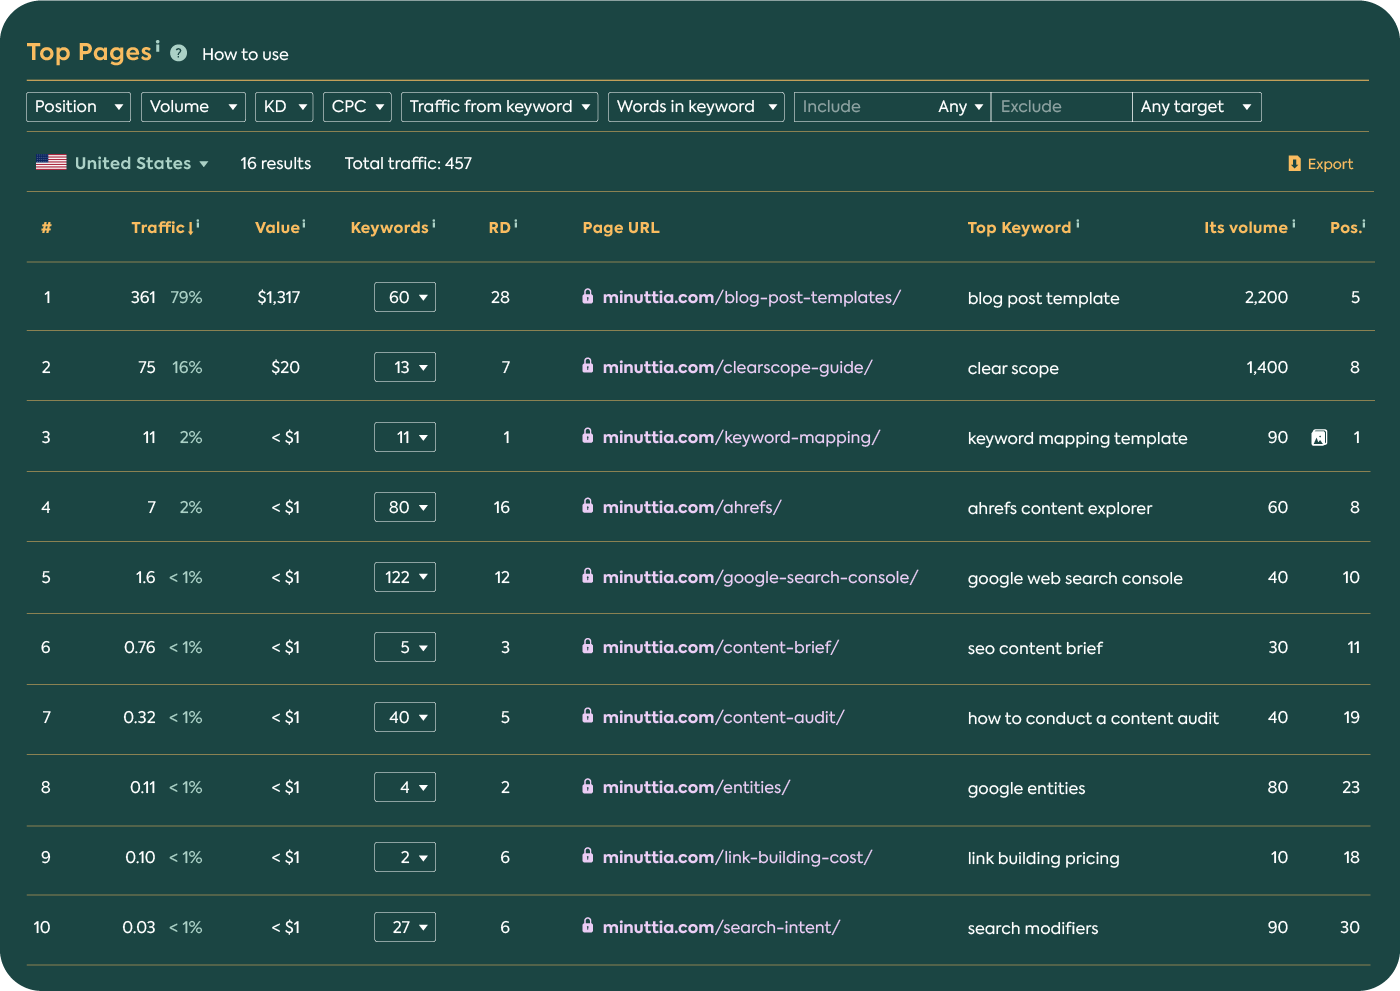 Top Pages i ? How to use
Position Volume KD CPC Traffic from keyword Words in keyword Include Any Exclude Any target
United States 16 results Total traffic: 457 Export
# Traffic↓i Valuei Keywordsi RDi Page URL Top Keywordi Its volumei Pos.i
1 361 79% $1,317 60 28 minuttia.com/blog-post-templates/ blog post template 2,200 5
2 75 16% $20 13 7 minuttia.com/clearscope-guide/ clear scope 1,400 8
3 11 2% < $1 11 1 minuttia.com/keyword-mapping/ keyword mapping template 90 1
4 7 2% < $1 80 16 minuttia.com/ahrefs/ ahrefs content explorer 60 8
5 1.6 < 1% < $1 122 12 minuttia.com/google-search-console/ google web search console 40 10
6 0.76 < 1% < $1 5 3 minuttia.com/content-brief/ seo content brief 30 11
7 0.32 < 1% < $1 40 5 minuttia.com/content-audit/ how to conduct a content audit 40 19
8 0.11 < 1% < $1 4 2 minuttia.com/entities/ google entities 80 23
9 0.10 < 1% < $1 2 6 minuttia.com/link-building-cost/ link building pricing 10 18
10 0.03 < 1% < $1 27 6 minuttia.com/search-intent/ search modifiers 90 30